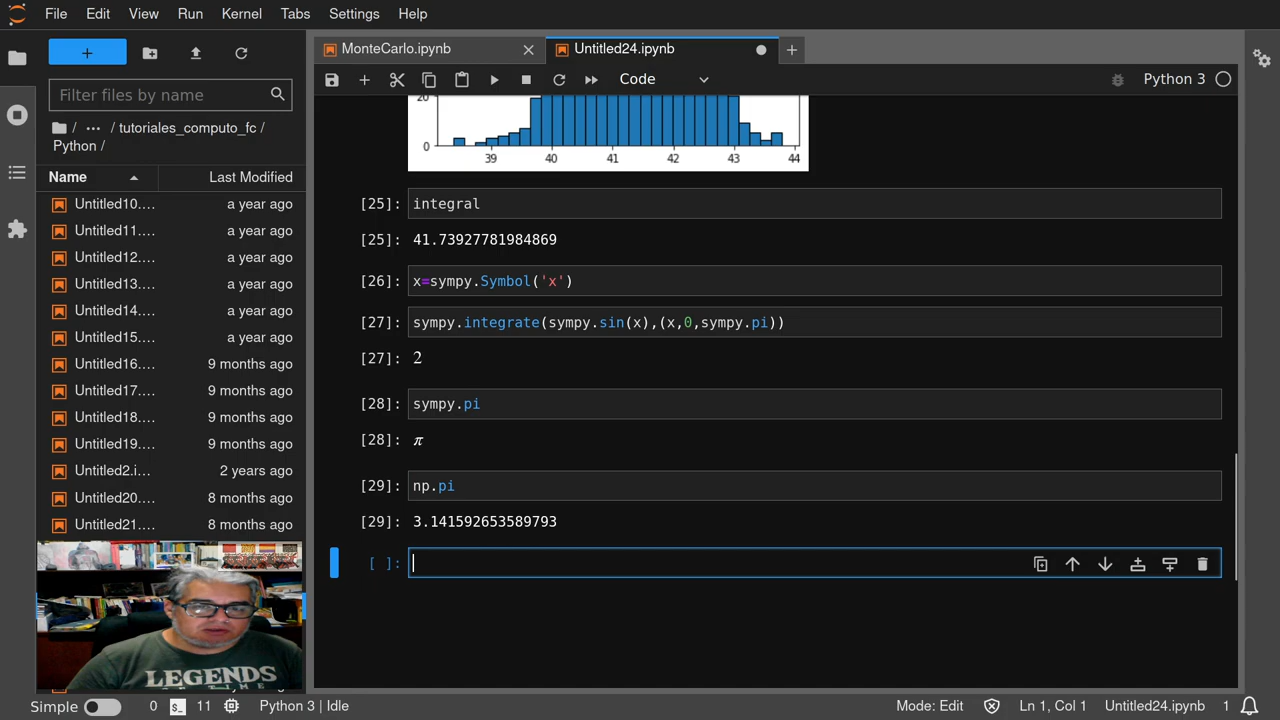 File Edit View Run Kernel Tabs Settings Help
MonteCarlo.ipynb
Untitled24.ipynb
Code
Python 3
Filter files by name
/ ... / tutoriales_computo_fc /
Python /
Name Last Modified
Untitled10.... a year ago
Untitled11.... a year ago
Untitled12.... a year ago
Untitled13.... a year ago
Untitled14.... a year ago
Untitled15.... a year ago
Untitled16.... 9 months ago
Untitled17.... 9 months ago
Untitled18.... 9 months ago
Untitled19.... 9 months ago
Untitled2.i... 2 years ago
Untitled20.... 8 months ago
Untitled21.... 8 months ago
LEGENDS
20
0
39 40 41 42 43 44
[25]: integral
[25]: 41.73927781984869
[26]: x=sympy.Symbol('x')
[27]: sympy.integrate(sympy.sin(x),(x,0,sympy.pi))
[27]: 2
[28]: sympy.pi
[28]: π
[29]: np.pi
[29]: 3.141592653589793
[ ]:
Simple 0 11 Python 3 | Idle Mode: Edit Ln 1, Col 1 Untitled24.ipynb 1